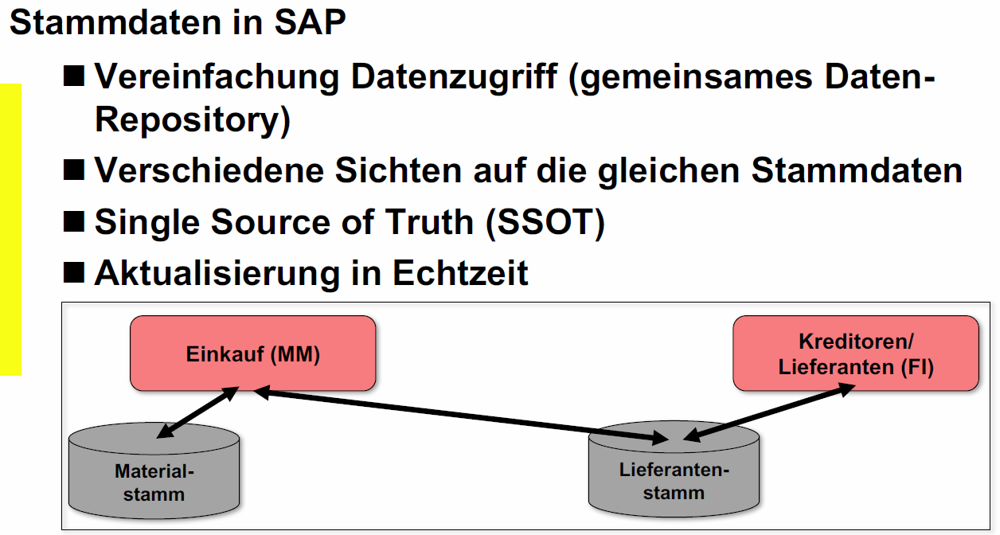 Stammdaten in SAP
Vereinfachung Datenzugriff (gemeinsames Daten-
Repository)
Verschiedene Sichten auf die gleichen Stammdaten
Single Source of Truth (SSOT)
Aktualisierung in Echtzeit
Einkauf (MM)
Kreditoren/
Lieferanten (FI)
Material-
stamm
Lieferanten-
stamm